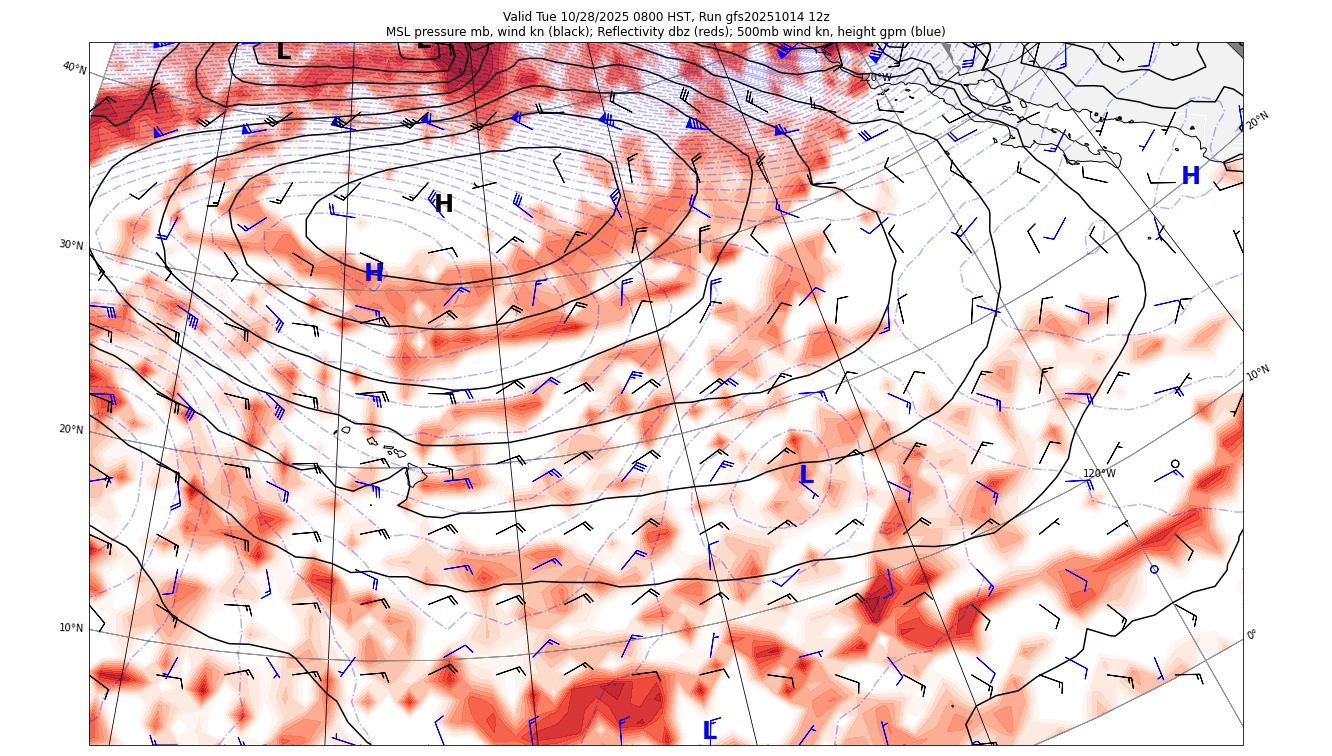 Valid Tue 10/28/2025 0800 HST, Run gfs20251014 12z
MSL pressure mb, wind kn (black); Reflectivity dbz (reds); 500mb wind kn, height gpm (blue)
L L
40°N 120°W
20°N
H
H
30°N
H
10°N
20°N
L 120°W
10°N 0°
L